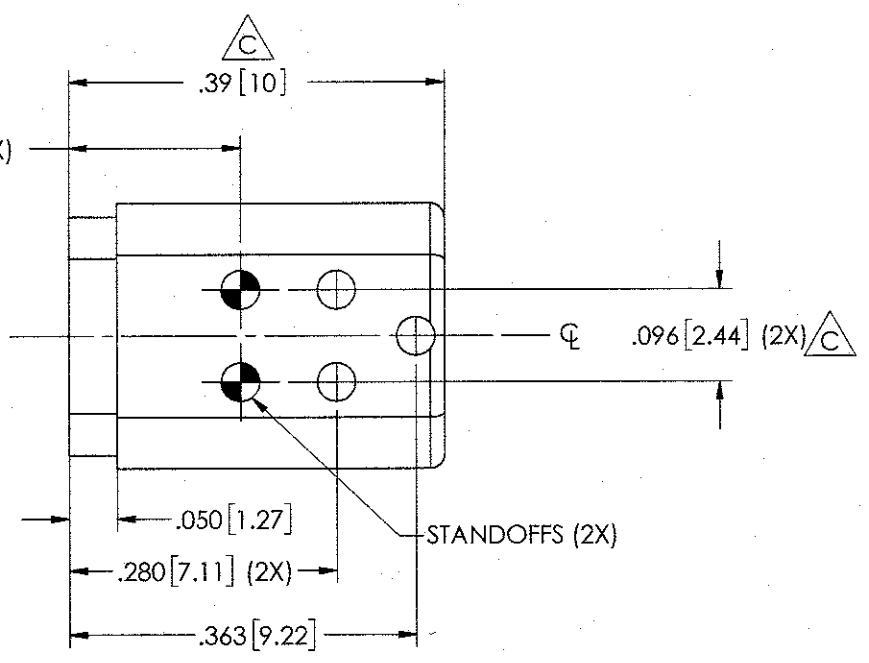 C
.39[10]
X)
℄ .096[2.44] (2X) C
.050[1.27]
STANDOFFS (2X)
.280[7.11] (2X)
.363[9.22]